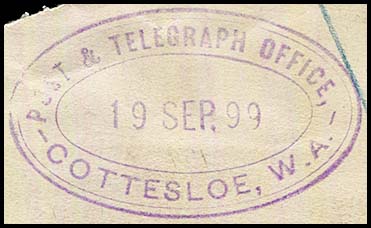 POST & TELEGRAPH OFFICE,
19 SEP. 99
- COTTESLOE, W.A. -